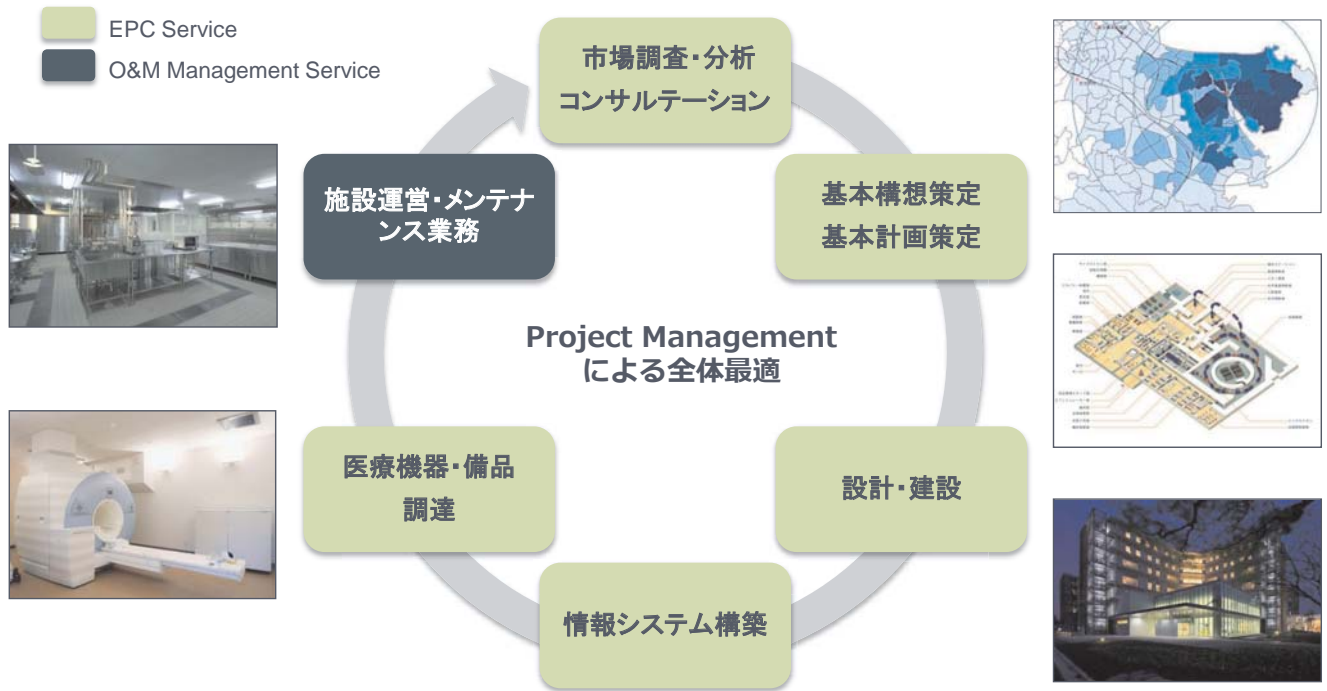 EPC Service
O&M Management Service
市場調査・分析
コンサルテーション
基本構想策定
基本計画策定
施設運営・メンテナ
ンス業務
Project Management
による全体最適
医療機器・備品
調達
設計・建設
情報システム構築